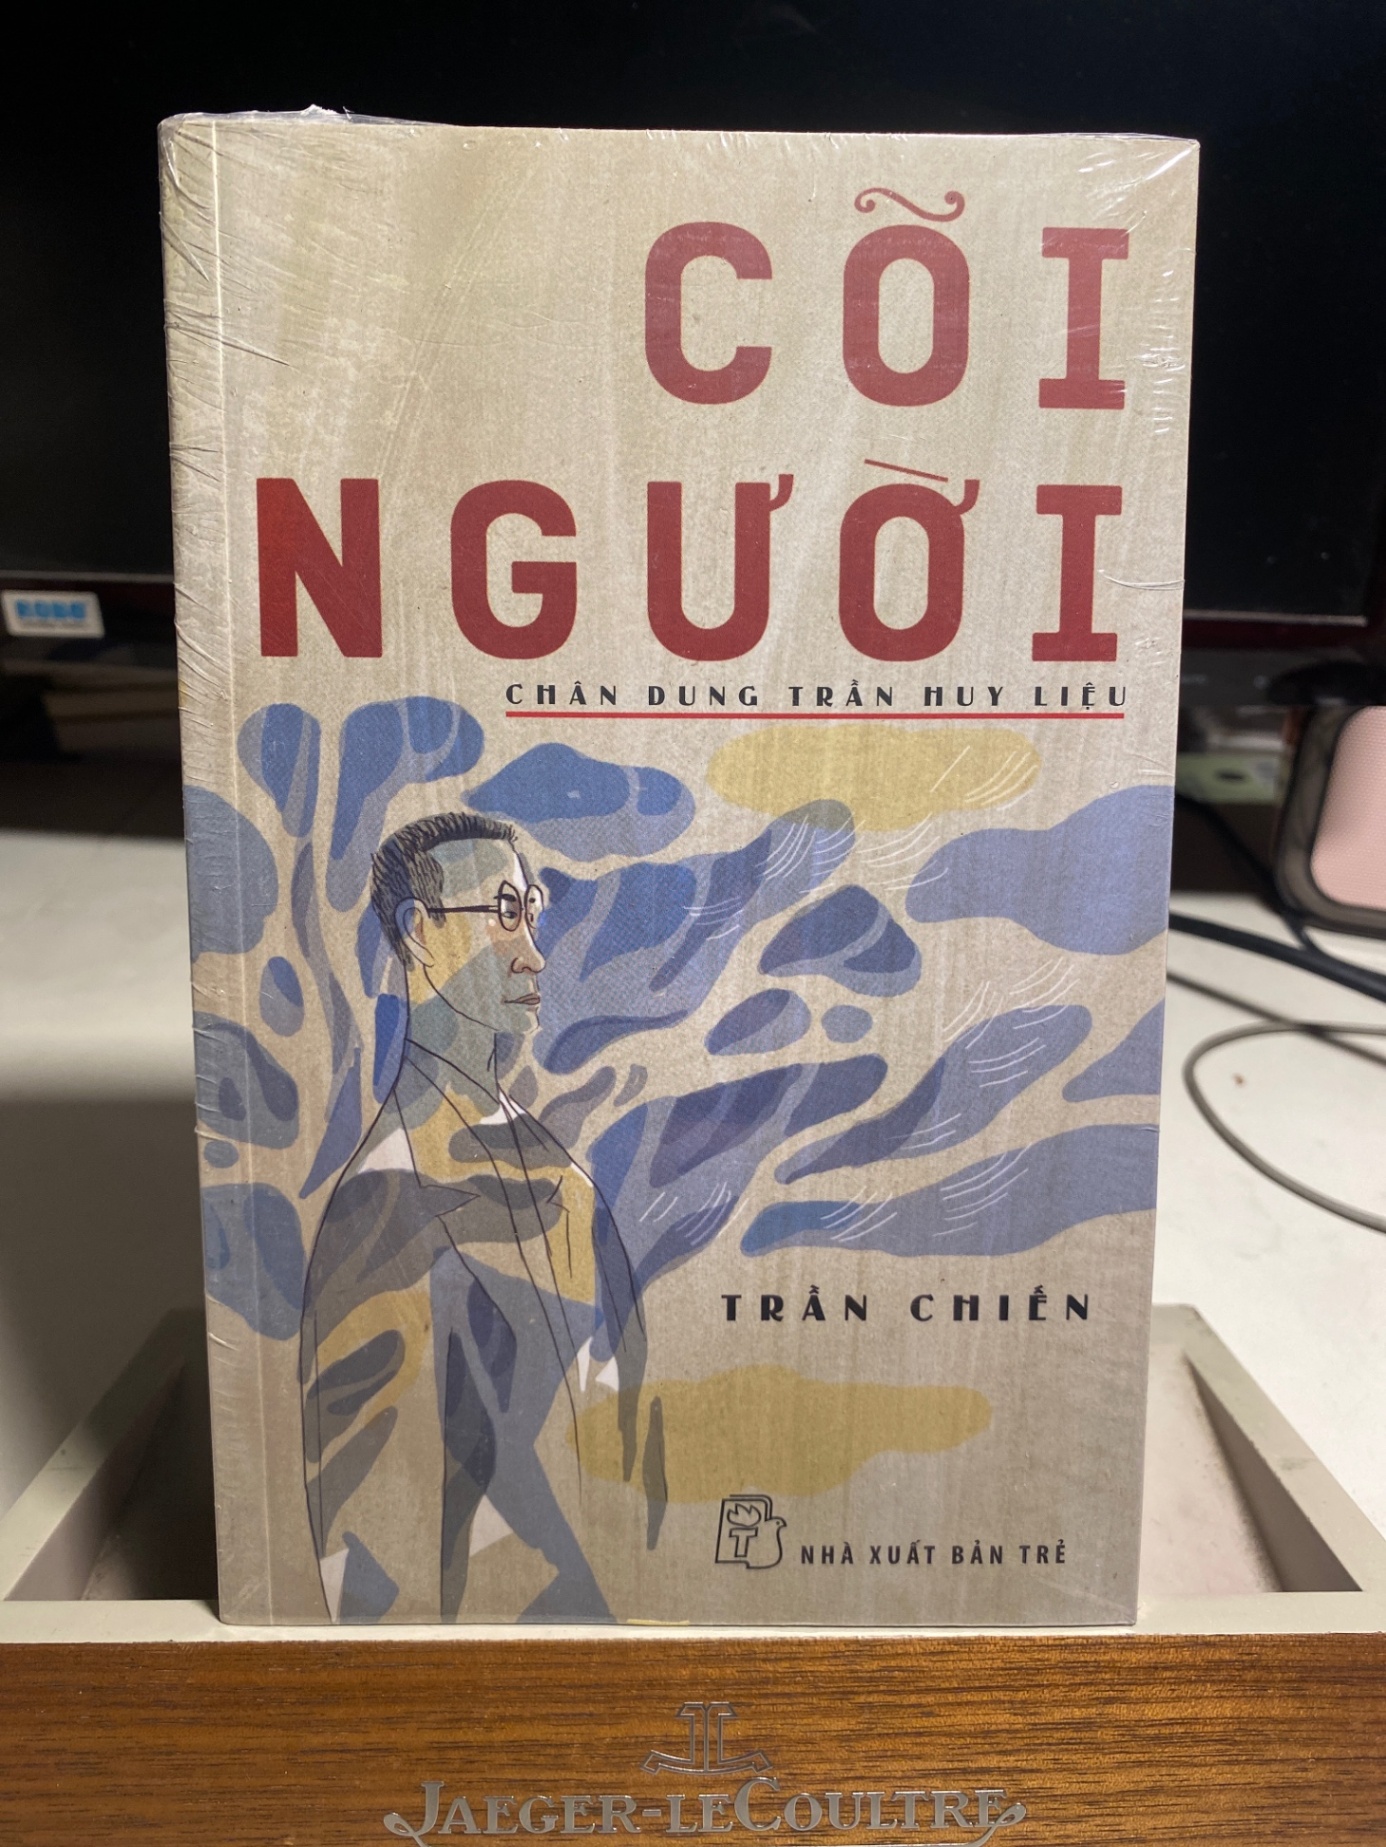 CÕI
NGƯỜI
CHÂN DUNG TRẦN HUY LIỆU
TRẦN CHIẾN
T
NHÀ XUẤT BẢN TRẺ
JAEGER-LECOULTRE